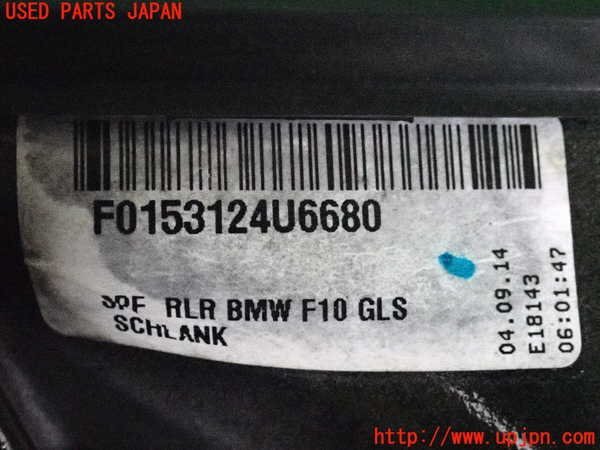 USED PARTS JAPAN
F0153124U6680
RLR BMW F10 GLS
SCHLANK
04.09.14
E18143
06:01:47
http://www.upjpn.com